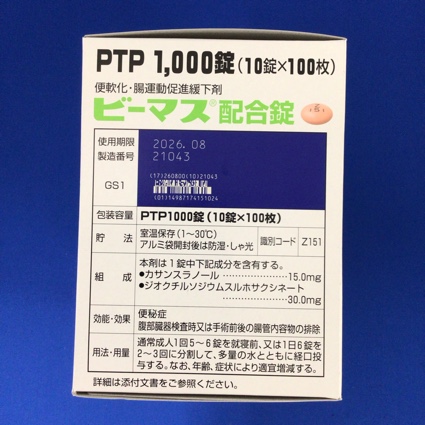 PTP 1,000錠(10錠×100枚)
便軟化・腸運動促進緩下剤
ビーマス®配合錠
使用期限 2026.08
製造番号 21043
(17)260800(10)21043
GS1
(01)14987174151024
包装容量 PTP1000錠(10錠×100枚)
貯法 室温保存(1〜30℃) 識別コード Z151
アルミ袋開封後は防湿・しゃ光
本剤は1錠中下記成分を含有する。
組成 ●カサンスラノール 15.0mg
●ジオクチルソジウムスルホサクシネート
30.0mg
効能・効果 便秘症
腹部臓器検査時又は手術前後の腸管内容物の排除
用法・用量 通常成人1回5〜6錠を就寝前、又は1日6錠を
2〜3回に分割して、多量の水とともに経口投
与する。なお、年齢、症状により適宜増減する。
詳細は添付文書をご参照ください。